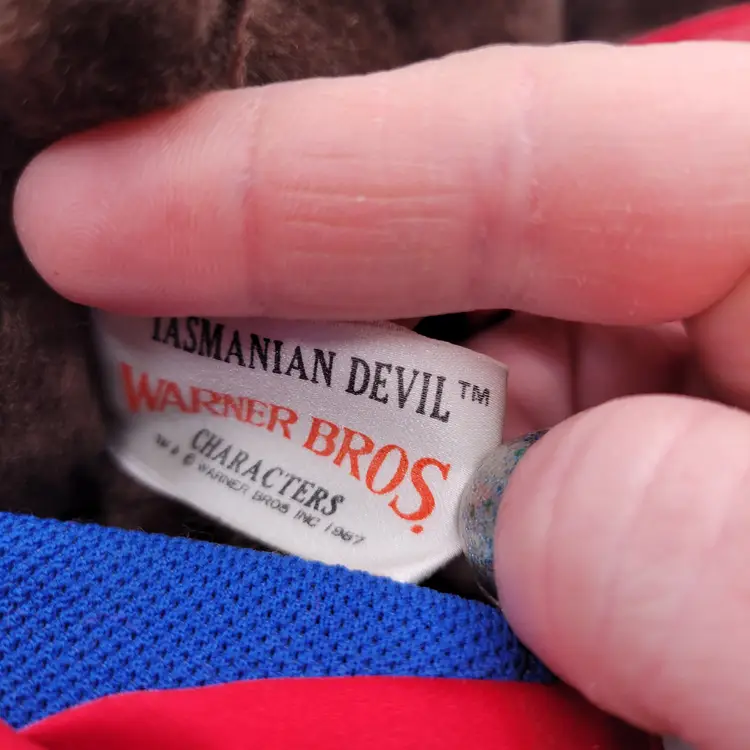 TASMANIAN DEVIL™
WARNER BROS.
CHARACTERS
TM & © WARNER BROS INC 1987